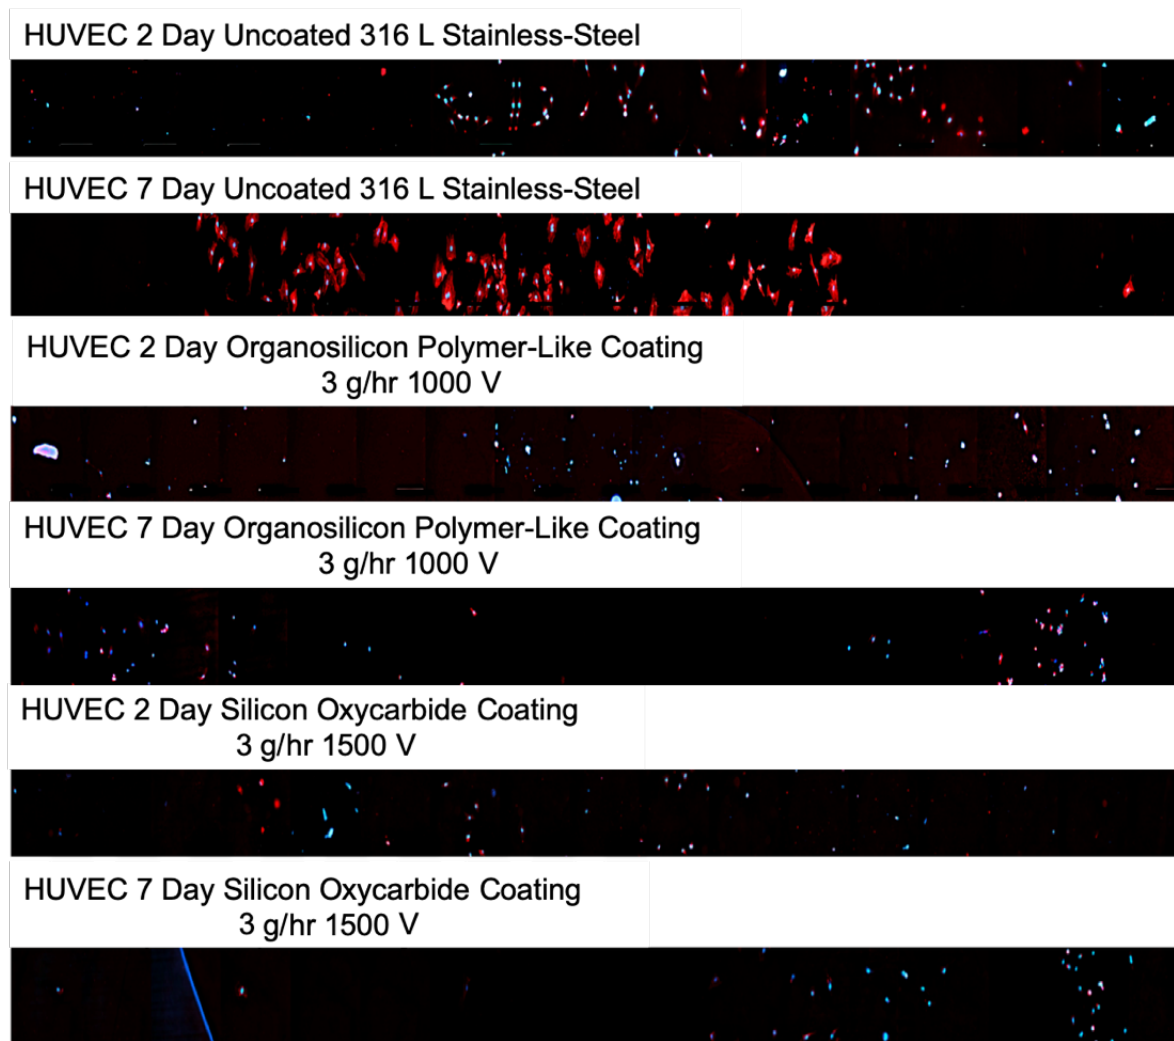 HUVEC 2 Day Uncoated 316 L Stainless-Steel
HUVEC 7 Day Uncoated 316 L Stainless-Steel
HUVEC 2 Day Organosilicon Polymer-Like Coating
3 g/hr 1000 V
HUVEC 7 Day Organosilicon Polymer-Like Coating
3 g/hr 1000 V
HUVEC 2 Day Silicon Oxycarbide Coating
3 g/hr 1500 V
HUVEC 7 Day Silicon Oxycarbide Coating
3 g/hr 1500 V